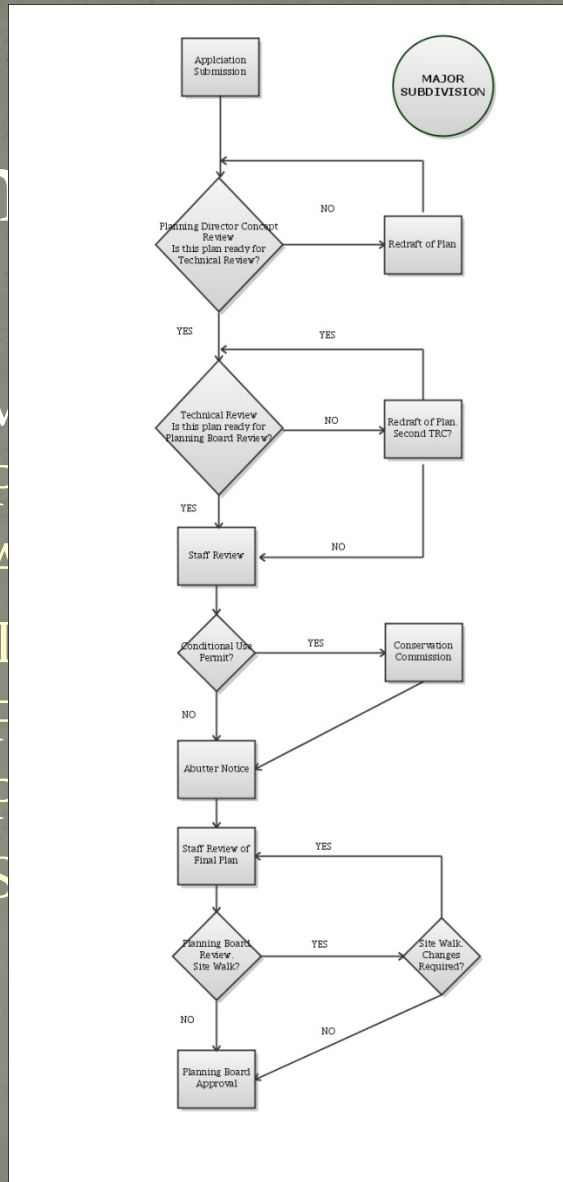 Applciation
Submission
MAJOR
SUBDIVISION
Planning Director Concept
Review
Is this plan ready for
Technical Review?
NO
Redraft of Plan
YES
YES
Technical Review
Is this plan ready for
Planning Board Review?
NO
Redraft of Plan.
Second TRC?
YES
Staff Review
NO
Conditional Use
Permit?
YES
Conservation
Commission
NO
Abutter Notice
Staff Review of
Final Plan
YES
Planning Board
Review.
Site Walk?
YES
Site Walk.
Changes
Required?
NO
NO
Planning Board
Approval